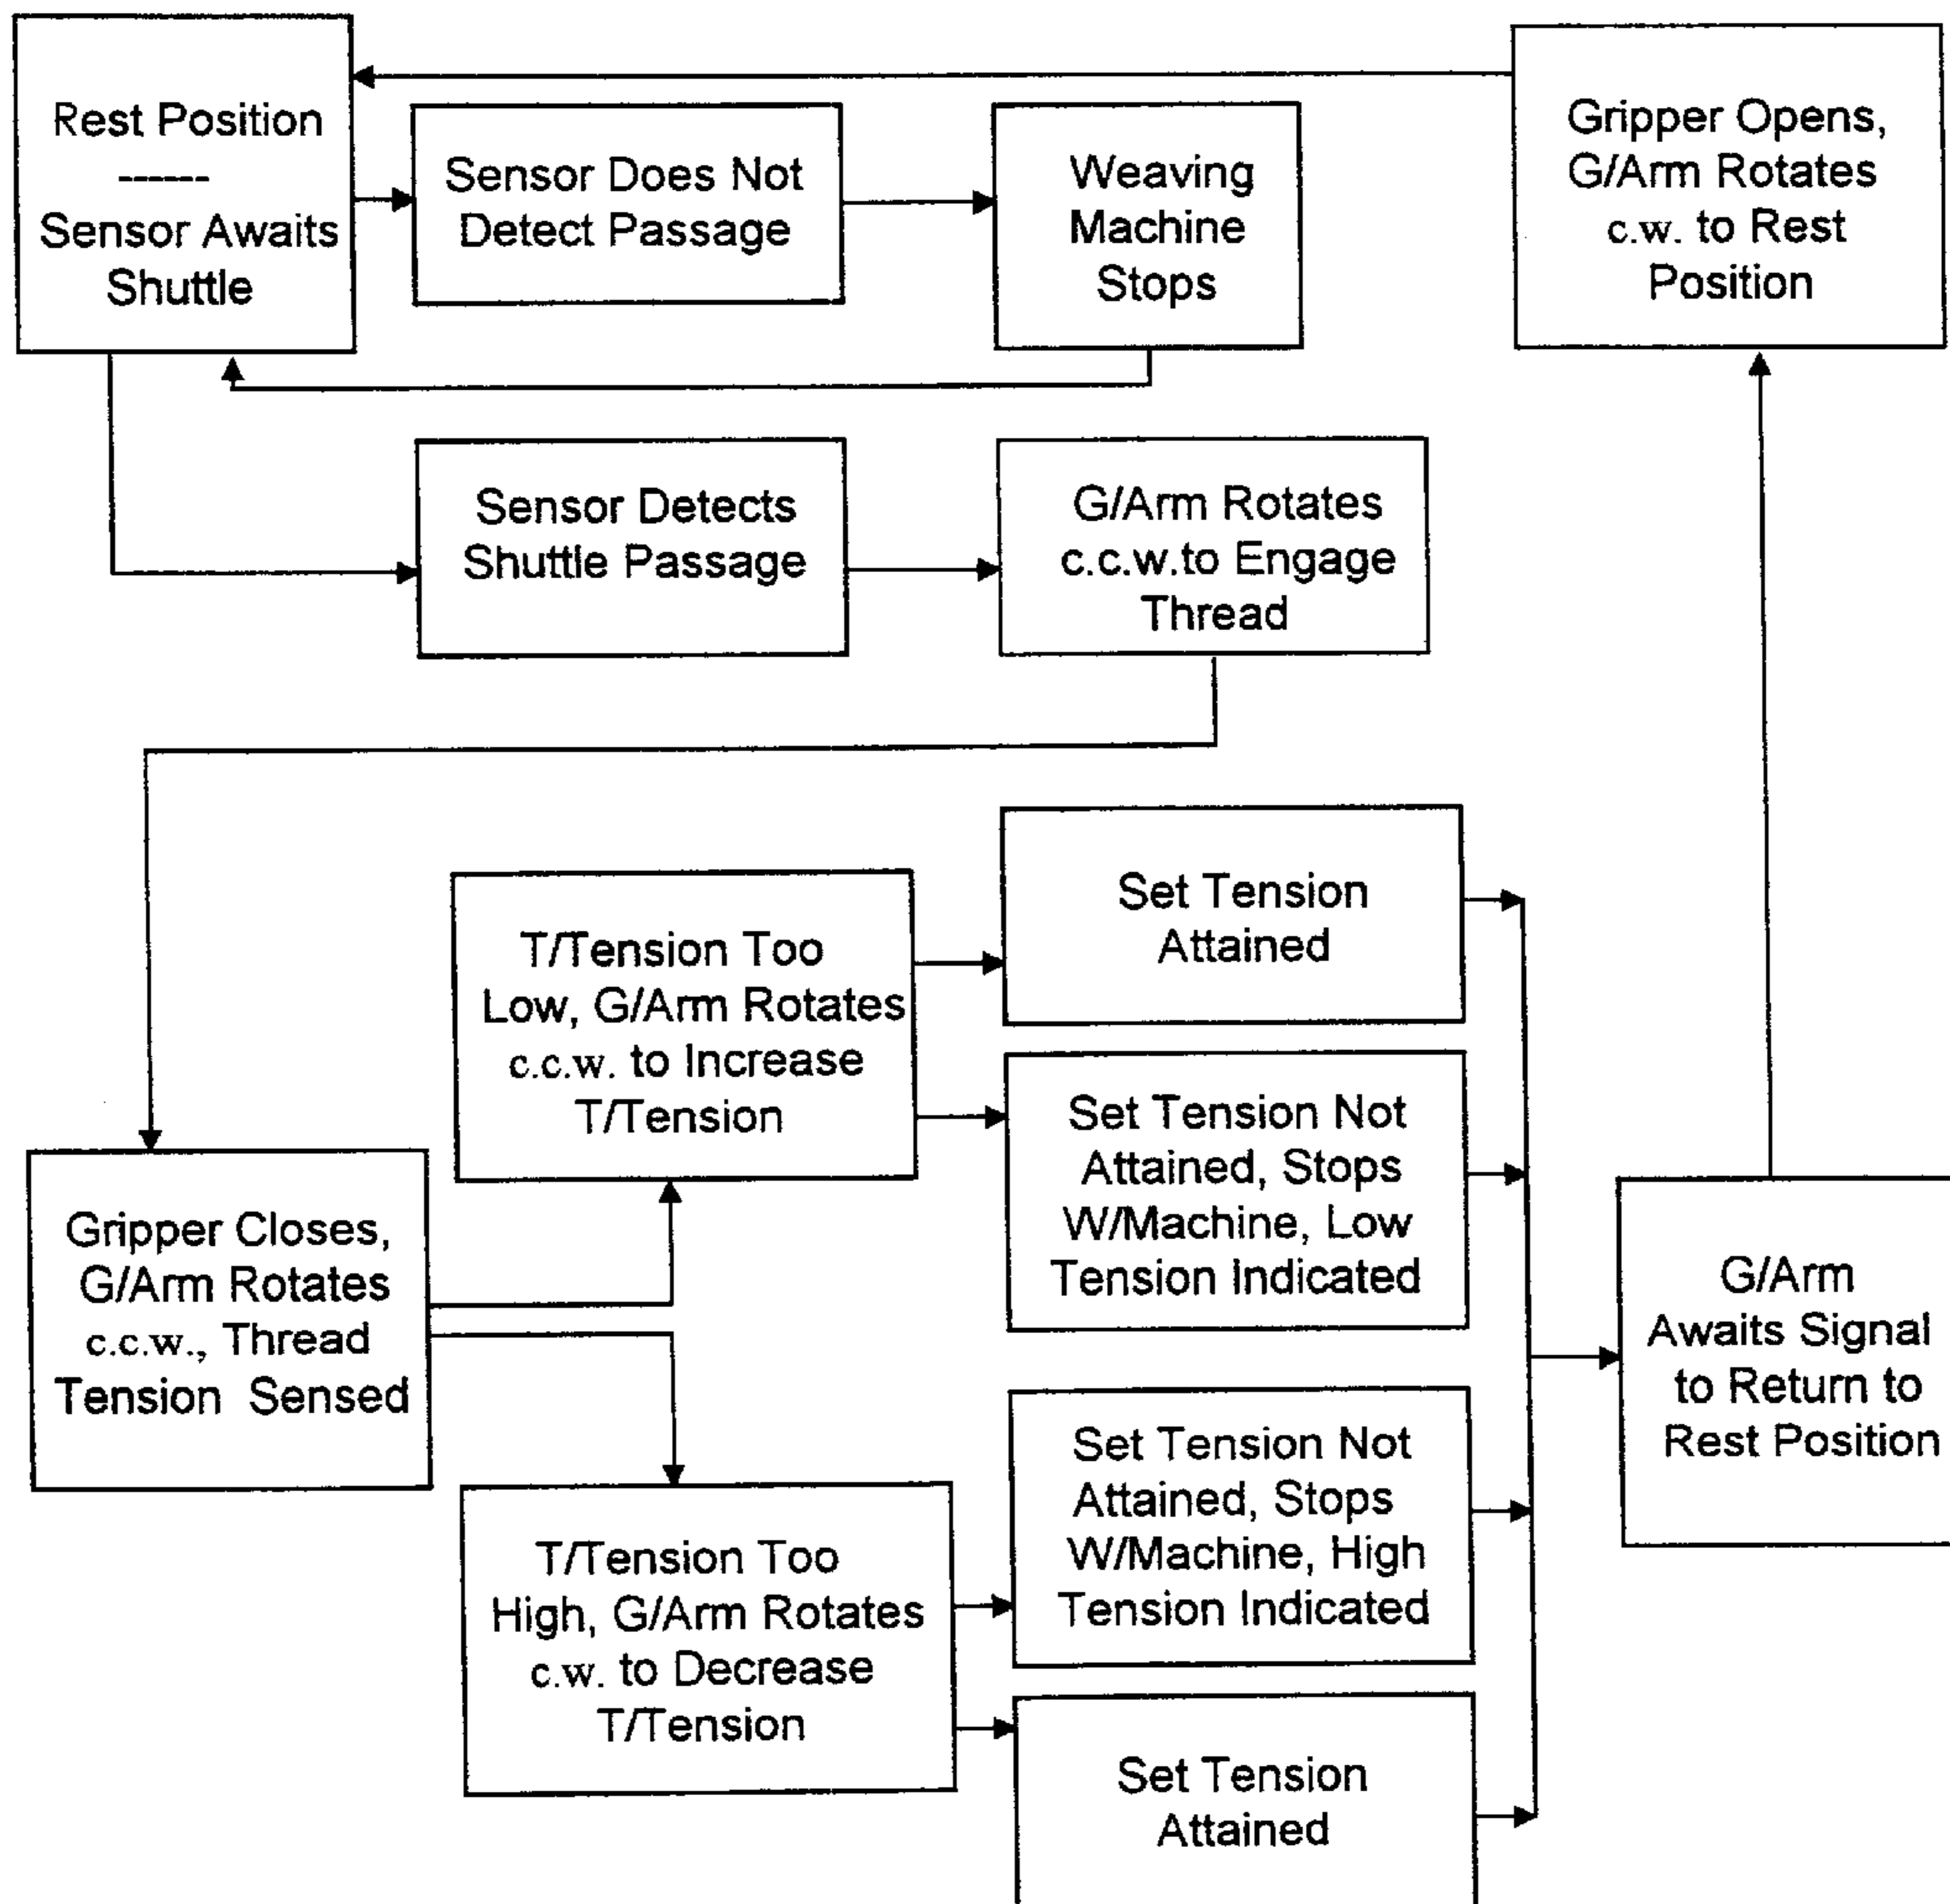 Rest Position
------
Sensor Awaits
Shuttle
Sensor Does Not
Detect Passage
Weaving
Machine
Stops
Gripper Opens,
G/Arm Rotates
c.w. to Rest
Position
Sensor Detects
Shuttle Passage
G/Arm Rotates
c.c.w.to Engage
Thread
Gripper Closes,
G/Arm Rotates
c.c.w., Thread
Tension Sensed
T/Tension Too
Low, G/Arm Rotates
c.c.w. to Increase
T/Tension
T/Tension Too
High, G/Arm Rotates
c.w. to Decrease
T/Tension
Set Tension
Attained
Set Tension Not
Attained, Stops
W/Machine, Low
Tension Indicated
Set Tension Not
Attained, Stops
W/Machine, High
Tension Indicated
Set Tension
Attained
G/Arm
Awaits Signal
to Return to
Rest Position